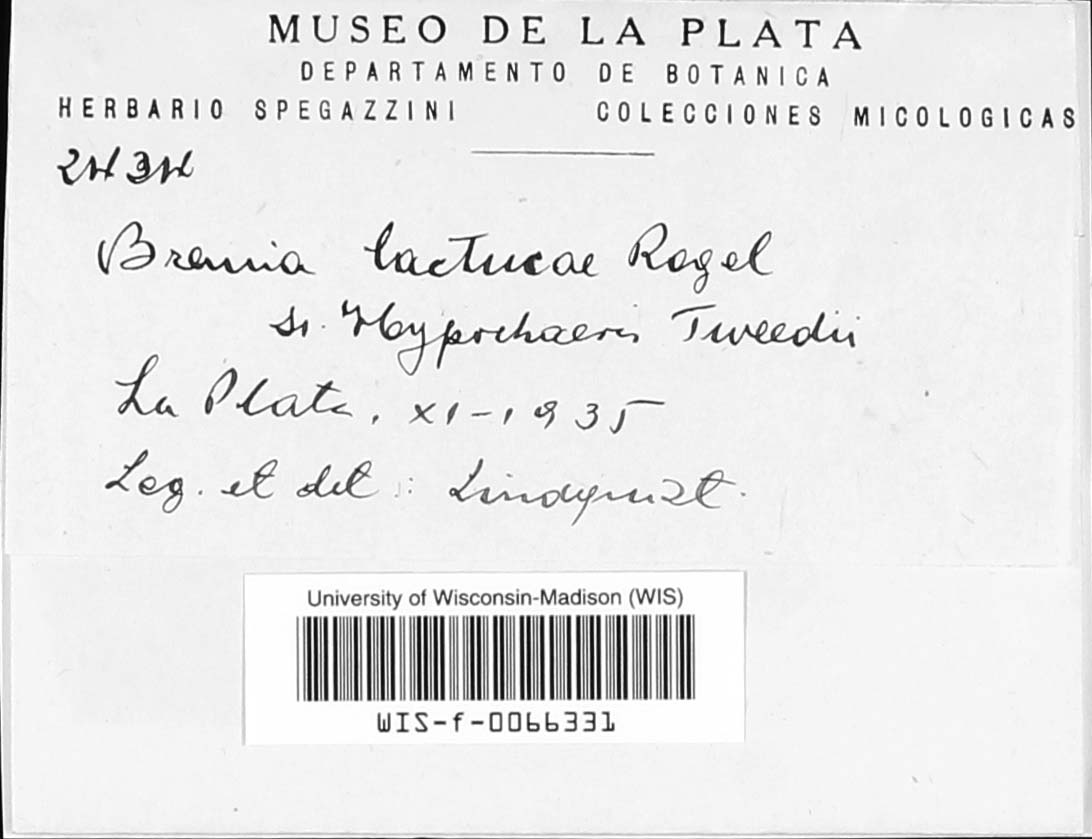 MUSEO DE LA PLATA
DEPARTAMENTO DE BOTANICA
HERBARIO SPEGAZZINI COLECCIONES MICOLOGICAS
Bremia lactucae Regel
s. Hypochaeris Tweedii
La Plata, XI-1935
Leg. et det: Lindquist.
University of Wisconsin-Madison (WIS)
WIS-f-0066331